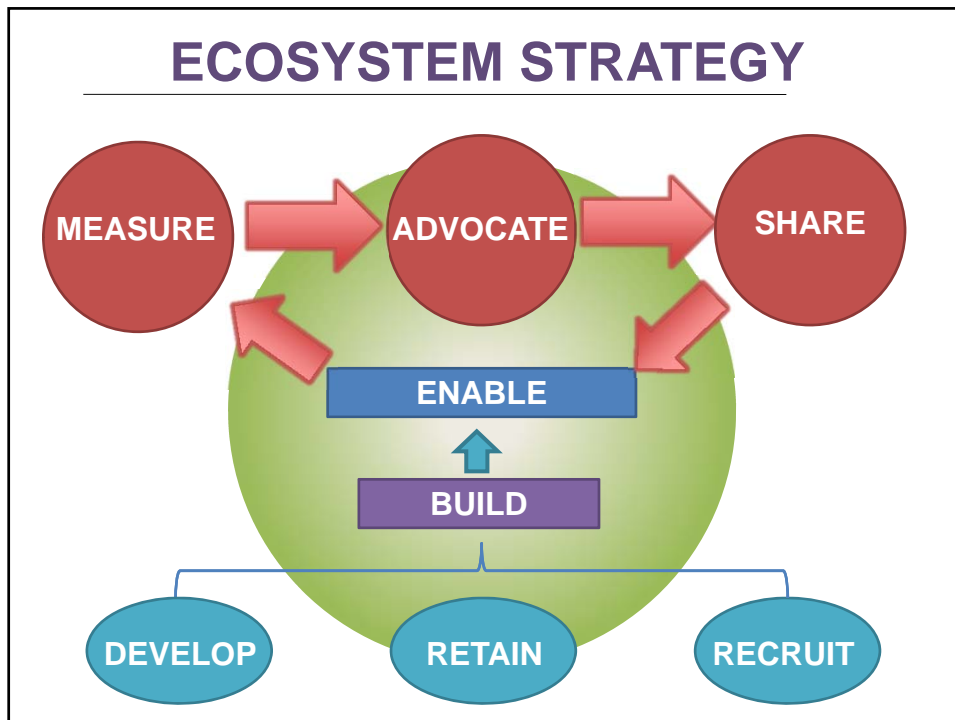 ECOSYSTEM STRATEGY
MEASURE
ADVOCATE
SHARE
ENABLE
BUILD
DEVELOP
RETAIN
RECRUIT